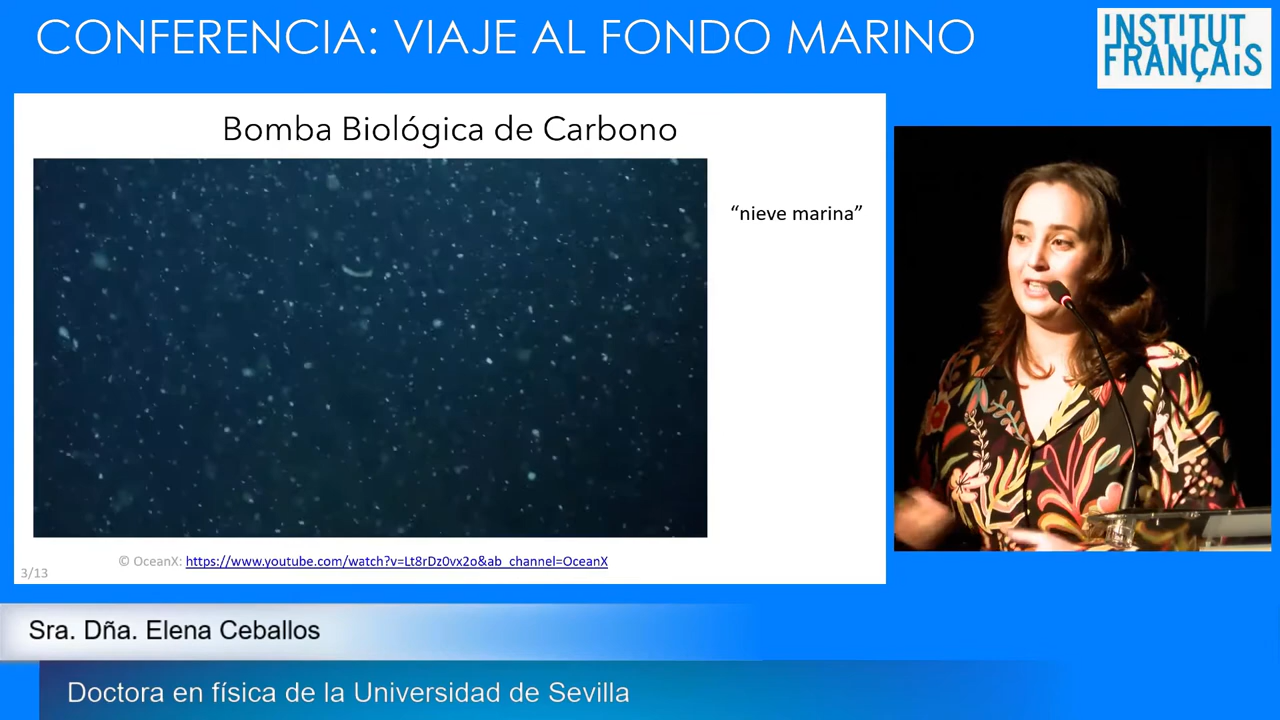 CONFERENCIA: VIAJE AL FONDO MARINO
INSTITUT
FRANÇAIS
Bomba Biológica de Carbono
“nieve marina”
© OceanX: https://www.youtube.com/watch?v=Lt8rDz0vx2o&ab_channel=OceanX
3/13
Sra. Dña. Elena Ceballos
Doctora en física de la Universidad de Sevilla